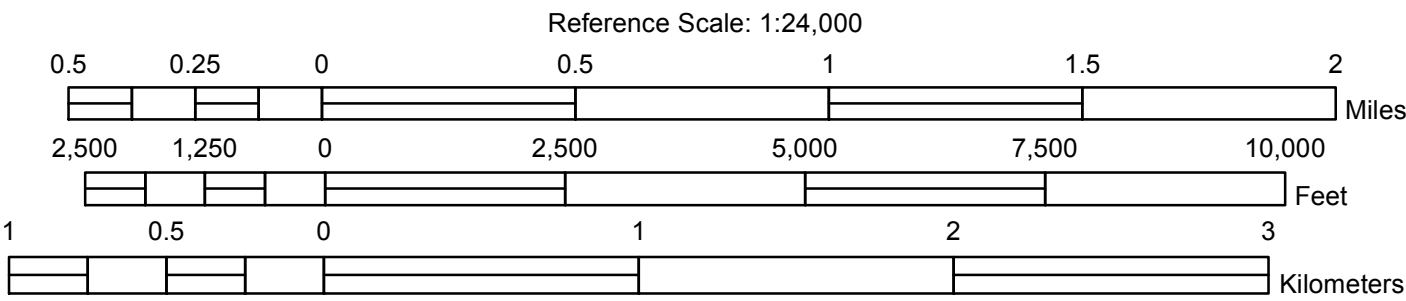 Reference Scale: 1:24,000
0.5 0.25 0 0.5 1 1.5 2
Miles
2,500 1,250 0 2,500 5,000 7,500 10,000
Feet
1 0.5 0 1 2 3
Kilometers